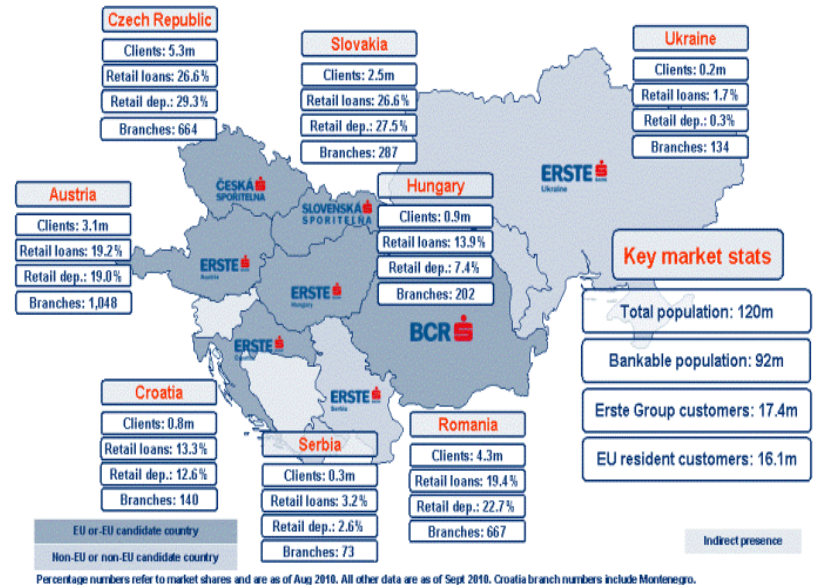 Czech Republic
Clients: 5.3m
Retail loans: 26.6%
Retail dep.: 29.3%
Branches: 664
Slovakia
Clients: 2.5m
Retail loans: 26.6%
Retail dep.: 27.5%
Branches: 287
Ukraine
Clients: 0.2m
Retail loans: 1.7%
Retail dep.: 0.3%
Branches: 134
Austria
Clients: 3.1m
Retail loans: 19.2%
Retail dep.: 19.0%
Branches: 1,048
Hungary
Clients: 0.9m
Retail loans: 13.9%
Retail dep.: 7.4%
Branches: 202
ČESKÁ
SPOŘITELNA
SLOVENSKÁ
SPORITEĽNA
ERSTE
Ukraine
ERSTE
Austria
ERSTE
Hungary
BCR
ERSTE
ERSTE
Serbia
Key market stats
Total population: 120m
Bankable population: 92m
Erste Group customers: 17.4m
EU resident customers: 16.1m
Croatia
Clients: 0.8m
Retail loans: 13.3%
Retail dep.: 12.6%
Branches: 140
Serbia
Clients: 0.3m
Retail loans: 3.2%
Retail dep.: 2.6%
Branches: 73
Romania
Clients: 4.3m
Retail loans: 19.4%
Retail dep.: 22.7%
Branches: 667
EU or-EU candidate country
Non-EU or non-EU candidate country
Indirect presence
Percentage numbers refer to market shares and are as of Aug 2010. All other data are as of Sept 2010. Croatia branch numbers include Montenegro.